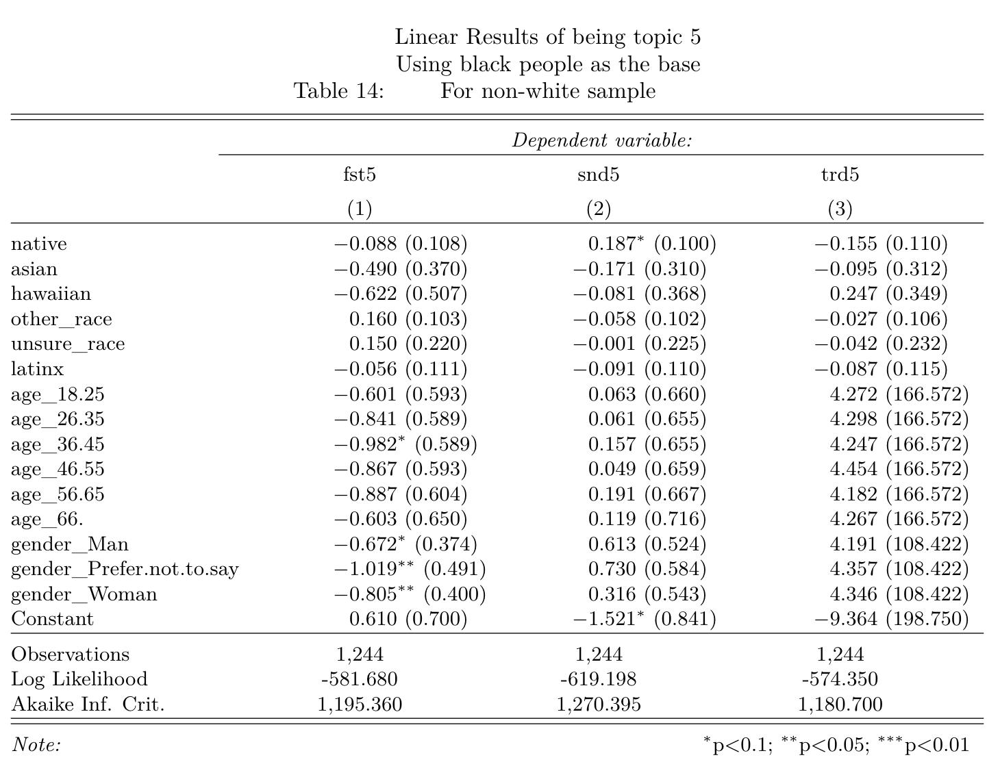 Linear Results of being topic 5
Using black people as the base
Table 14: For non-white sample
Dependent variable:
fst5 snd5 trd5
(1) (2) (3)
native −0.088 (0.108) 0.187* (0.100) −0.155 (0.110)
asian −0.490 (0.370) −0.171 (0.310) −0.095 (0.312)
hawaiian −0.622 (0.507) −0.081 (0.368) 0.247 (0.349)
other_race 0.160 (0.103) −0.058 (0.102) −0.027 (0.106)
unsure_race 0.150 (0.220) −0.001 (0.225) −0.042 (0.232)
latinx −0.056 (0.111) −0.091 (0.110) −0.087 (0.115)
age_18.25 −0.601 (0.593) 0.063 (0.660) 4.272 (166.572)
age_26.35 −0.841 (0.589) 0.061 (0.655) 4.298 (166.572)
age_36.45 −0.982* (0.589) 0.157 (0.655) 4.247 (166.572)
age_46.55 −0.867 (0.593) 0.049 (0.659) 4.454 (166.572)
age_56.65 −0.887 (0.604) 0.191 (0.667) 4.182 (166.572)
age_66. −0.603 (0.650) 0.119 (0.716) 4.267 (166.572)
gender_Man −0.672* (0.374) 0.613 (0.524) 4.191 (108.422)
gender_Prefer.not.to.say −1.019** (0.491) 0.730 (0.584) 4.357 (108.422)
gender_Woman −0.805** (0.400) 0.316 (0.543) 4.346 (108.422)
Constant 0.610 (0.700) −1.521* (0.841) −9.364 (198.750)
Observations 1,244 1,244 1,244
Log Likelihood -581.680 -619.198 -574.350
Akaike Inf. Crit. 1,195.360 1,270.395 1,180.700
Note: *p<0.1; **p<0.05; ***p<0.01